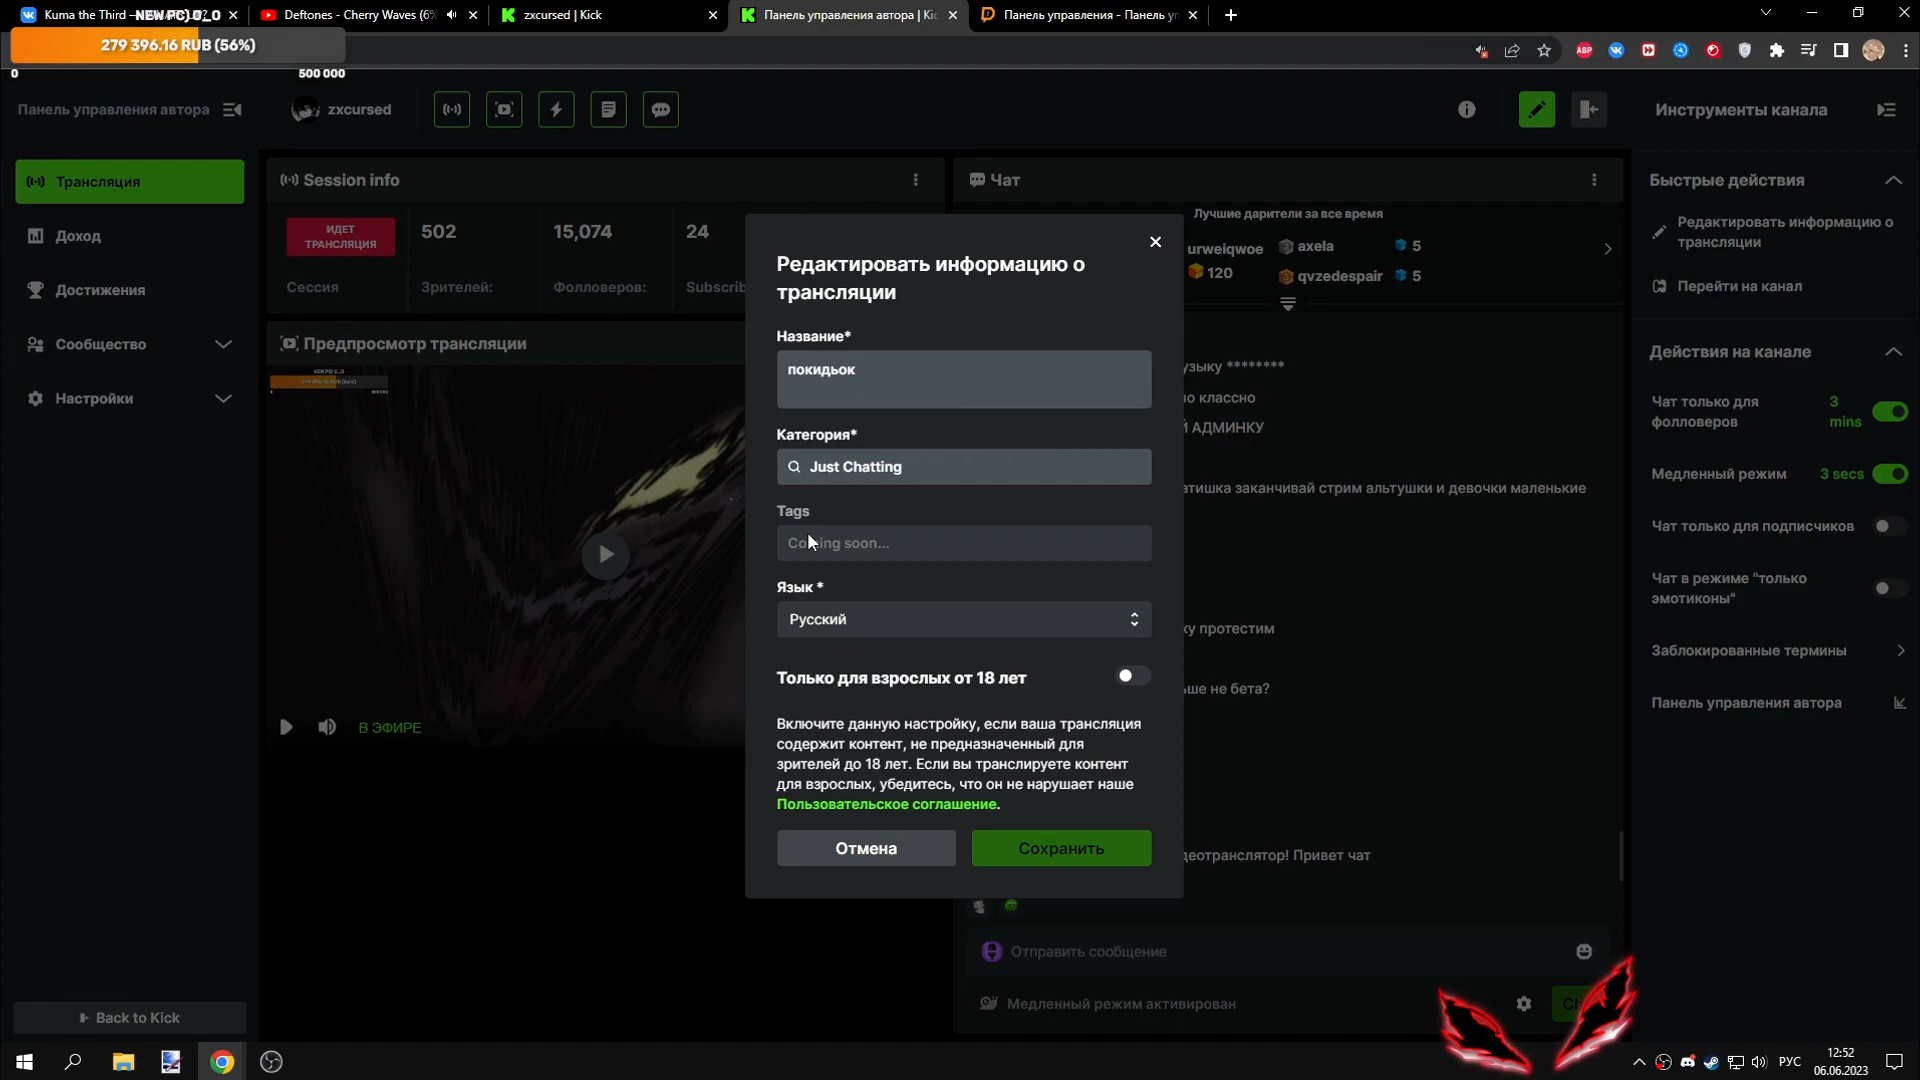 Kuma the Third —
NEW PC) 0_0
Deftones - Cherry Waves (6%
zxcursed | Kick
Панель управления автора | Kic
Панель управления - Панель уп
279 396.16 RUB (56%)
0
500 000
Панель управления автора
zxcursed
Инструменты канала
Трансляция
Доход
Достижения
Сообщество
Настройки
Back to Kick
Session info
ИДЕТ
ТРАНСЛЯЦИЯ
502
15,074
24
Сессия
Зрителей:
Фолловеров:
Subscrib
Предпросмотр трансляции
В ЭФИРЕ
Редактировать информацию о
трансляции
Название*
покидьок
Категория*
Just Chatting
Tags
Coming soon...
Язык *
Русский
Только для взрослых от 18 лет
Включите данную настройку, если ваша трансляция
содержит контент, не предназначенный для
зрителей до 18 лет. Если вы транслируете контент
для взрослых, убедитесь, что он не нарушает наше
Пользовательское соглашение.
Отмена
Сохранить
Чат
Лучшие дарители за все время
urweiqwoe
120
axela
5
qvzedespair
5
узыку ********
но классно
Й АДМИНКУ
атишка заканчивай стрим альтушки и девочки маленькие
ку протестим
ьше не бета?
деотранслятор! Привет чат
Отправить сообщение
Медленный режим активирован
Быстрые действия
Редактировать информацию о
трансляции
Перейти на канал
Действия на канале
Чат только для
фолловеров
3
mins
Медленный режим
3 secs
Чат только для подписчиков
Чат в режиме "только
эмотиконы"
Заблокированные термины
Панель управления автора
РУС
12:52
06.06.2023